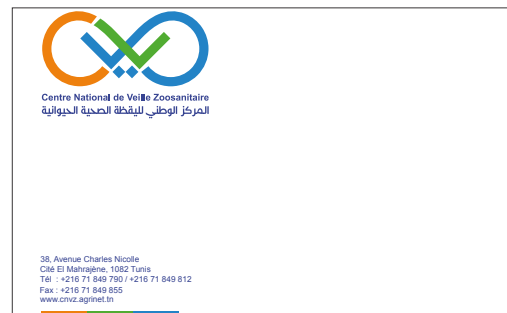 Centre National de Veille Zoosanitaire
المركز الوطني لليقظة الصحية الحيوانية
38, Avenue Charles Nicolle
Cité El Mahrajène, 1082 Tunis
Tél : +216 71 849 790 / +216 71 849 812
Fax : +216 71 849 855
www.cnvz.agrinet.tn